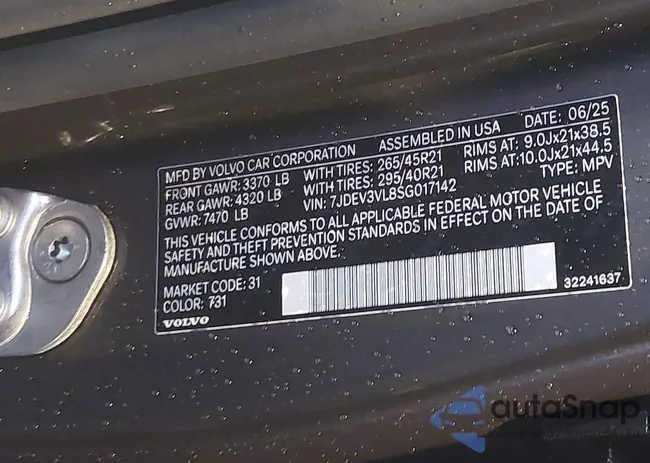 MFD BY VOLVO CAR CORPORATION ASSEMBLED IN USA DATE: 06/25
FRONT GAWR: 3370 LB WITH TIRES: 265/45R21 RIMS AT: 9.0Jx21x38.5
REAR GAWR: 4320 LB WITH TIRES: 295/40R21 RIMS AT: 10.0Jx21x44.5
GVWR: 7470 LB VIN: 7JDEV3VL8SG017142 TYPE: MPV
THIS VEHICLE CONFORMS TO ALL APPLICABLE FEDERAL MOTOR VEHICLE
SAFETY AND THEFT PREVENTION STANDARDS IN EFFECT ON THE DATE OF
MANUFACTURE SHOWN ABOVE.
MARKET CODE: 31
COLOR: 731
32241637
VOLVO
autoSnap